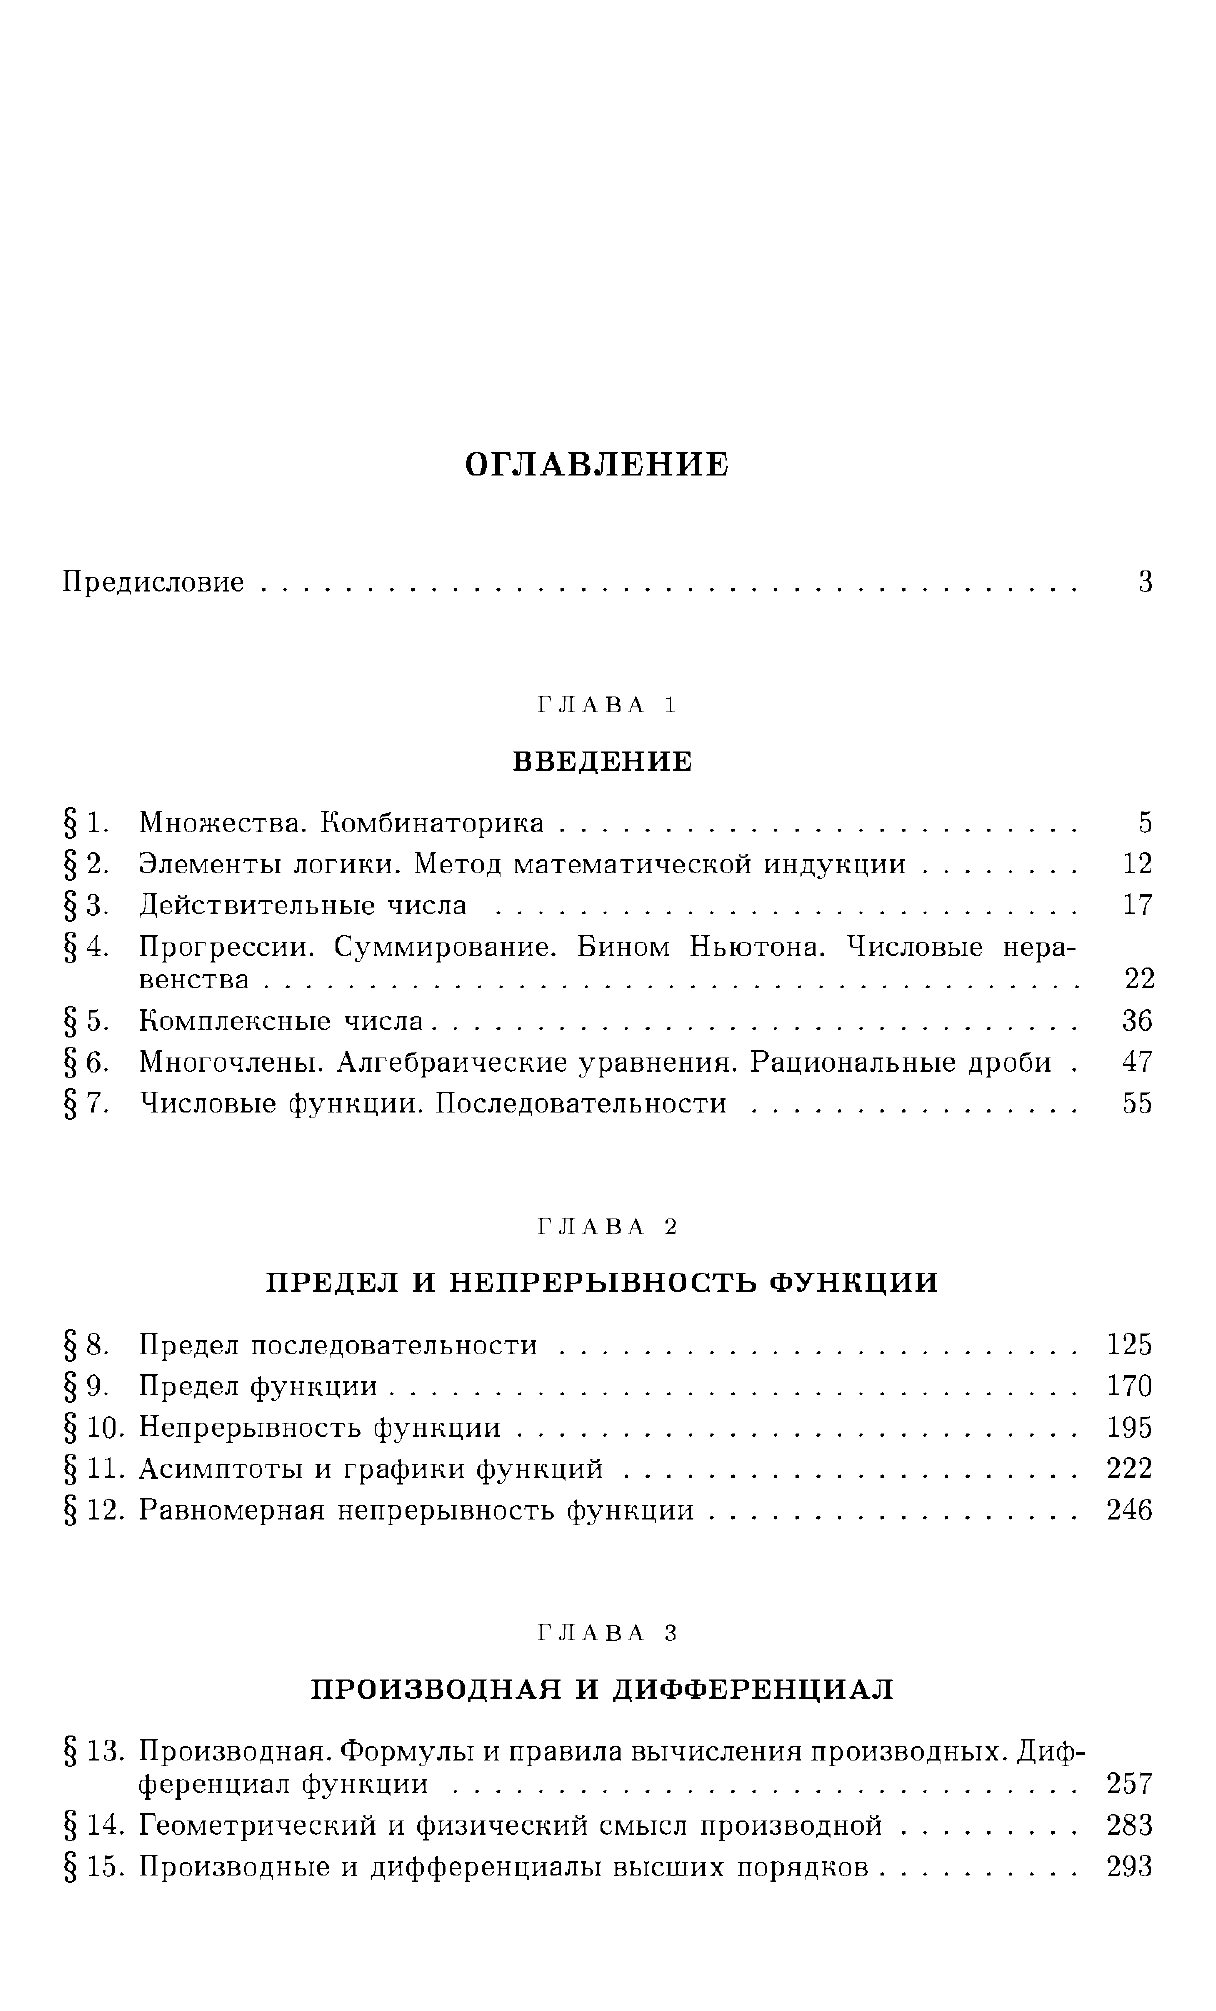 ОГЛАВЛЕНИЕ
Предисловие . . . . . . . . . . . . . . . . . . . . . . . . . . . . . . . . . . . . . . . 3
ГЛАВА 1
ВВЕДЕНИЕ
§ 1. Множества. Комбинаторика . . . . . . . . . . . . . . . . . . . . . . . . . 5
§ 2. Элементы логики. Метод математической индукции . . . . . . . . 12
§ 3. Действительные числа . . . . . . . . . . . . . . . . . . . . . . . . . . . . 17
§ 4. Прогрессии. Суммирование. Бином Ньютона. Числовые нера-
венства . . . . . . . . . . . . . . . . . . . . . . . . . . . . . . . . . . . . . . . 22
§ 5. Комплексные числа . . . . . . . . . . . . . . . . . . . . . . . . . . . . . . . 36
§ 6. Многочлены. Алгебраические уравнения. Рациональные дроби . 47
§ 7. Числовые функции. Последовательности . . . . . . . . . . . . . . . . 55
ГЛАВА 2
ПРЕДЕЛ И НЕПРЕРЫВНОСТЬ ФУНКЦИИ
§ 8. Предел последовательности . . . . . . . . . . . . . . . . . . . . . . . . . 125
§ 9. Предел функции . . . . . . . . . . . . . . . . . . . . . . . . . . . . . . . . . 170
§ 10. Непрерывность функции . . . . . . . . . . . . . . . . . . . . . . . . . . . 195
§ 11. Асимптоты и графики функций . . . . . . . . . . . . . . . . . . . . . . 222
§ 12. Равномерная непрерывность функции . . . . . . . . . . . . . . . . . . 246
ГЛАВА 3
ПРОИЗВОДНАЯ И ДИФФЕРЕНЦИАЛ
§ 13. Производная. Формулы и правила вычисления производных. Диф-
ференциал функции . . . . . . . . . . . . . . . . . . . . . . . . . . . . . . 257
§ 14. Геометрический и физический смысл производной . . . . . . . . . 283
§ 15. Производные и дифференциалы высших порядков . . . . . . . . . . 293